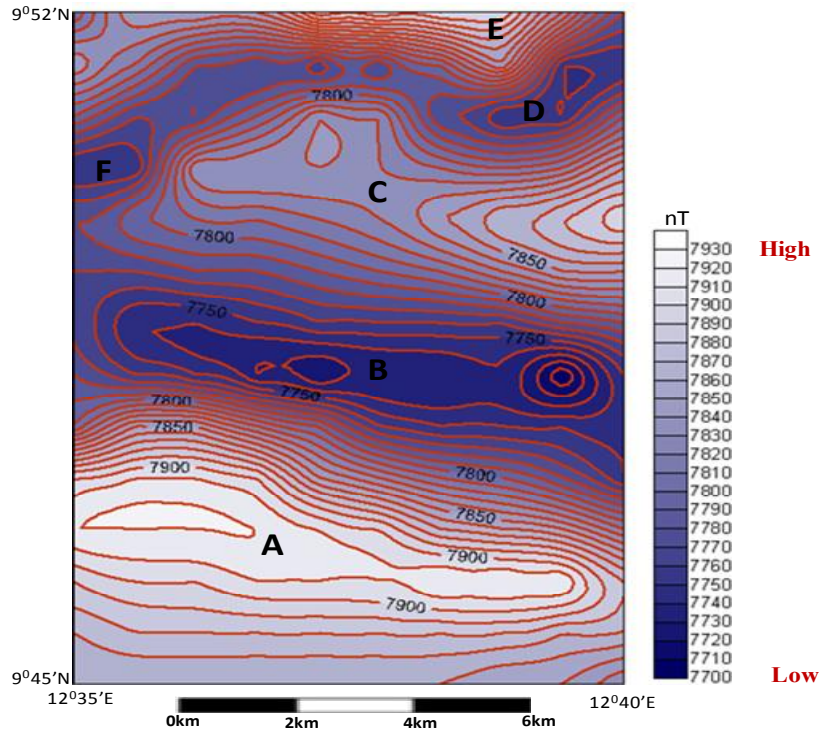 9⁰52'N
E
7800
D
F
C
7800
7850
7800
7750
7750
B
7750
7800
7850
7900
7800
7850
A
7900
7900
9⁰45'N
12⁰35'E
12⁰40'E
0km 2km 4km 6km
nT
High
7930
7920
7910
7900
7890
7880
7870
7860
7850
7840
7830
7820
7810
7800
7790
7780
7770
7760
7750
7740
7730
7720
7710
7700
Low